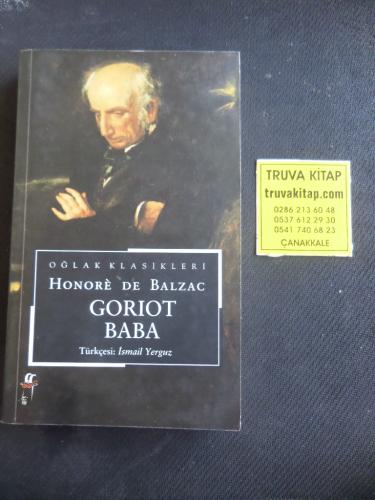 OĞLAK KLASİKLERİ
HONORÈ DE BALZAC
GORIOT
BABA
Türkçesi: İsmail Yerguz
TRUVA KİTAP
truvakitap.com
0286 213 60 48
0537 612 29 30
0541 740 68 23
ÇANAKKALE